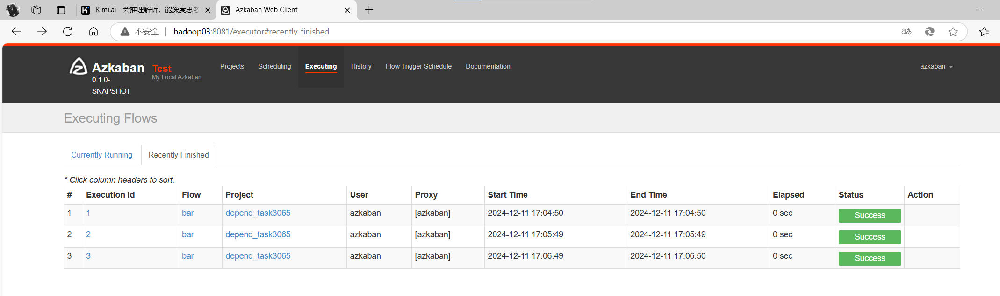 Kimi.ai - 会推理解析，能深度思考
Azkaban Web Client
不安全 hadoop03:8081/executor#recently-finished aあ
Azkaban Test Projects Scheduling Executing History Flow Trigger Schedule Documentation azkaban
My Local Azkaban
0.1.0-
SNAPSHOT
Executing Flows
Currently Running Recently Finished
* Click column headers to sort.
# Execution Id Flow Project User Proxy Start Time End Time Elapsed Status Action
1 1 bar depend_task3065 azkaban [azkaban] 2024-12-11 17:04:50 2024-12-11 17:04:50 0 sec Success
2 2 bar depend_task3065 azkaban [azkaban] 2024-12-11 17:05:49 2024-12-11 17:05:49 0 sec Success
3 3 bar depend_task3065 azkaban [azkaban] 2024-12-11 17:06:49 2024-12-11 17:06:50 0 sec Success